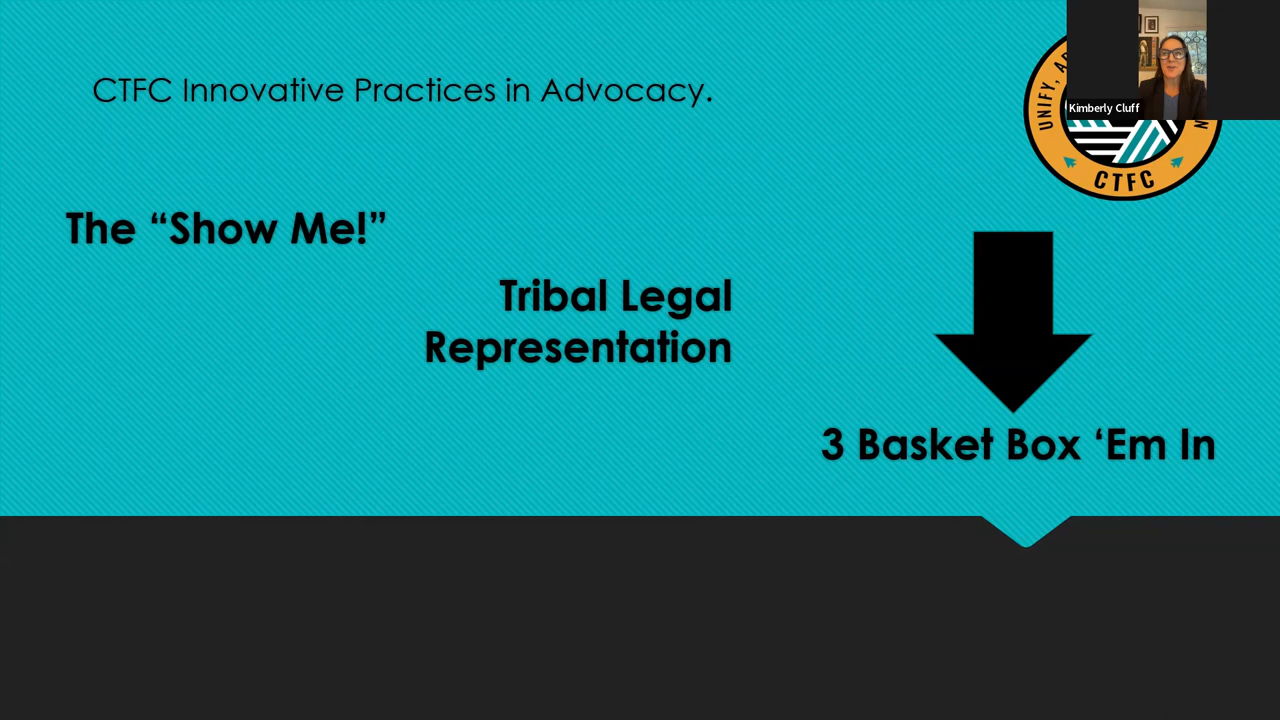 CTFC Innovative Practices in Advocacy.
Kimberly Cluff
UNIFY,
CTFC
The “Show Me!”
Tribal Legal
Representation
3 Basket Box ‘Em In